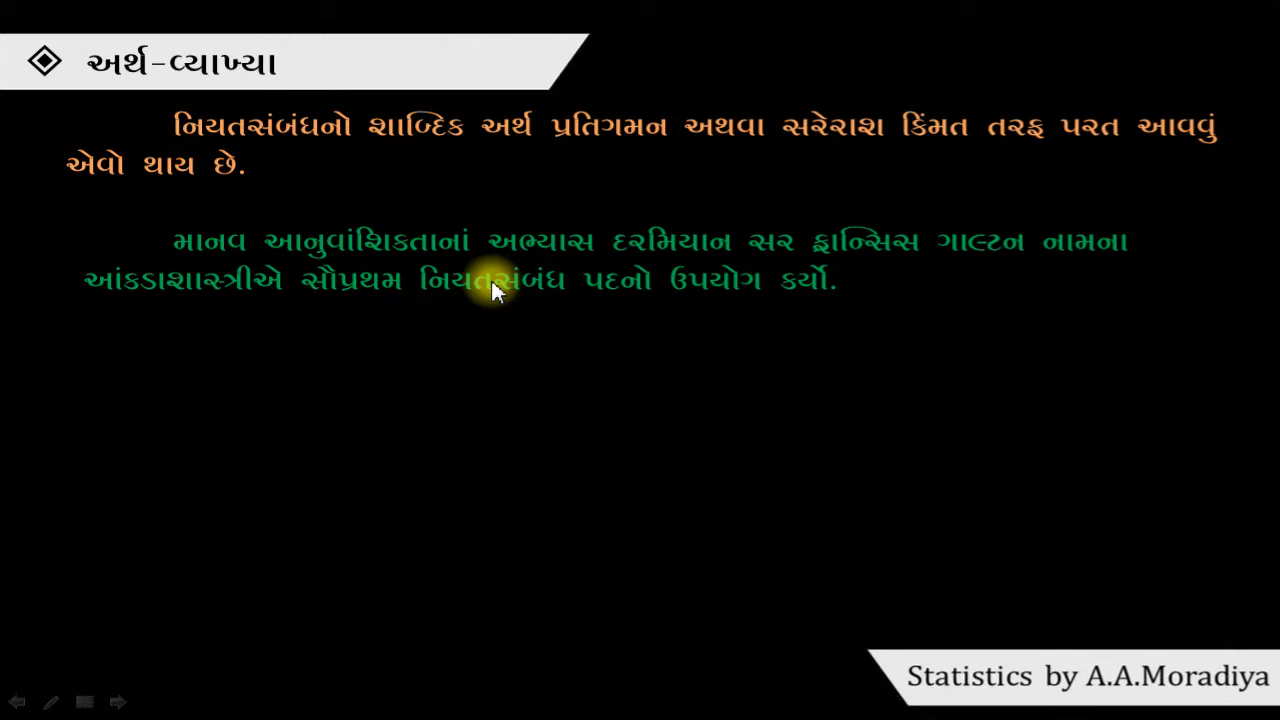 અર્થ-વ્યાખ્યા
નિયતસંબંધનો શાબ્દિક અર્થ પ્રતિગમન અથવા સરેરાશ કિંમત તરફ પરત આવવું
એવો થાય છે.
માનવ આનુવાંશિકતાનાં અભ્યાસ દરમિયાન સર ફ્રાન્સિસ ગાલ્ટન નામના
આંકડાશાસ્ત્રીએ સૌપ્રથમ નિયતસંબંધ પદનો ઉપયોગ કર્યો.
Statistics by A.A.Moradiya